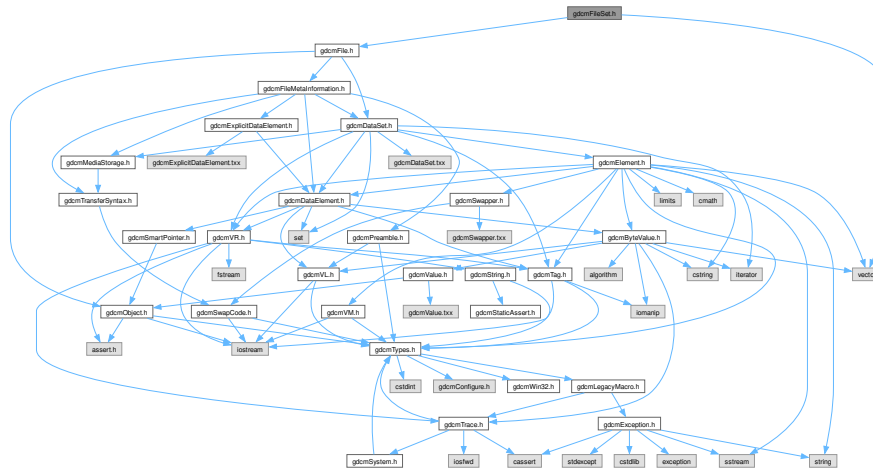 gdcmFileSet.h
gdcmFile.h
gdcmFileMetaInformation.h
gdcmExplicitDataElement.h
gdcmDataSet.h
gdcmMediaStorage.h
gdcmExplicitDataElement.txx
gdcmDataSet.txx
gdcmElement.h
gdcmTransferSyntax.h
gdcmDataElement.h
gdcmSwapper.h
limits
cmath
gdcmSmartPointer.h
gdcmVR.h
set
gdcmPreamble.h
gdcmSwapper.txx
gdcmByteValue.h
fstream
gdcmVL.h
gdcmValue.h
gdcmString.h
gdcmTag.h
algorithm
cstring
iterator
vector
gdcmObject.h
gdcmSwapCode.h
gdcmVM.h
gdcmValue.txx
gdcmStaticAssert.h
iomanip
assert.h
iostream
gdcmTypes.h
cstdint
gdcmConfigure.h
gdcmWin32.h
gdcmLegacyMacro.h
gdcmTrace.h
gdcmException.h
gdcmSystem.h
iosfwd
cassert
stdexcept
cstdlib
exception
sstream
string